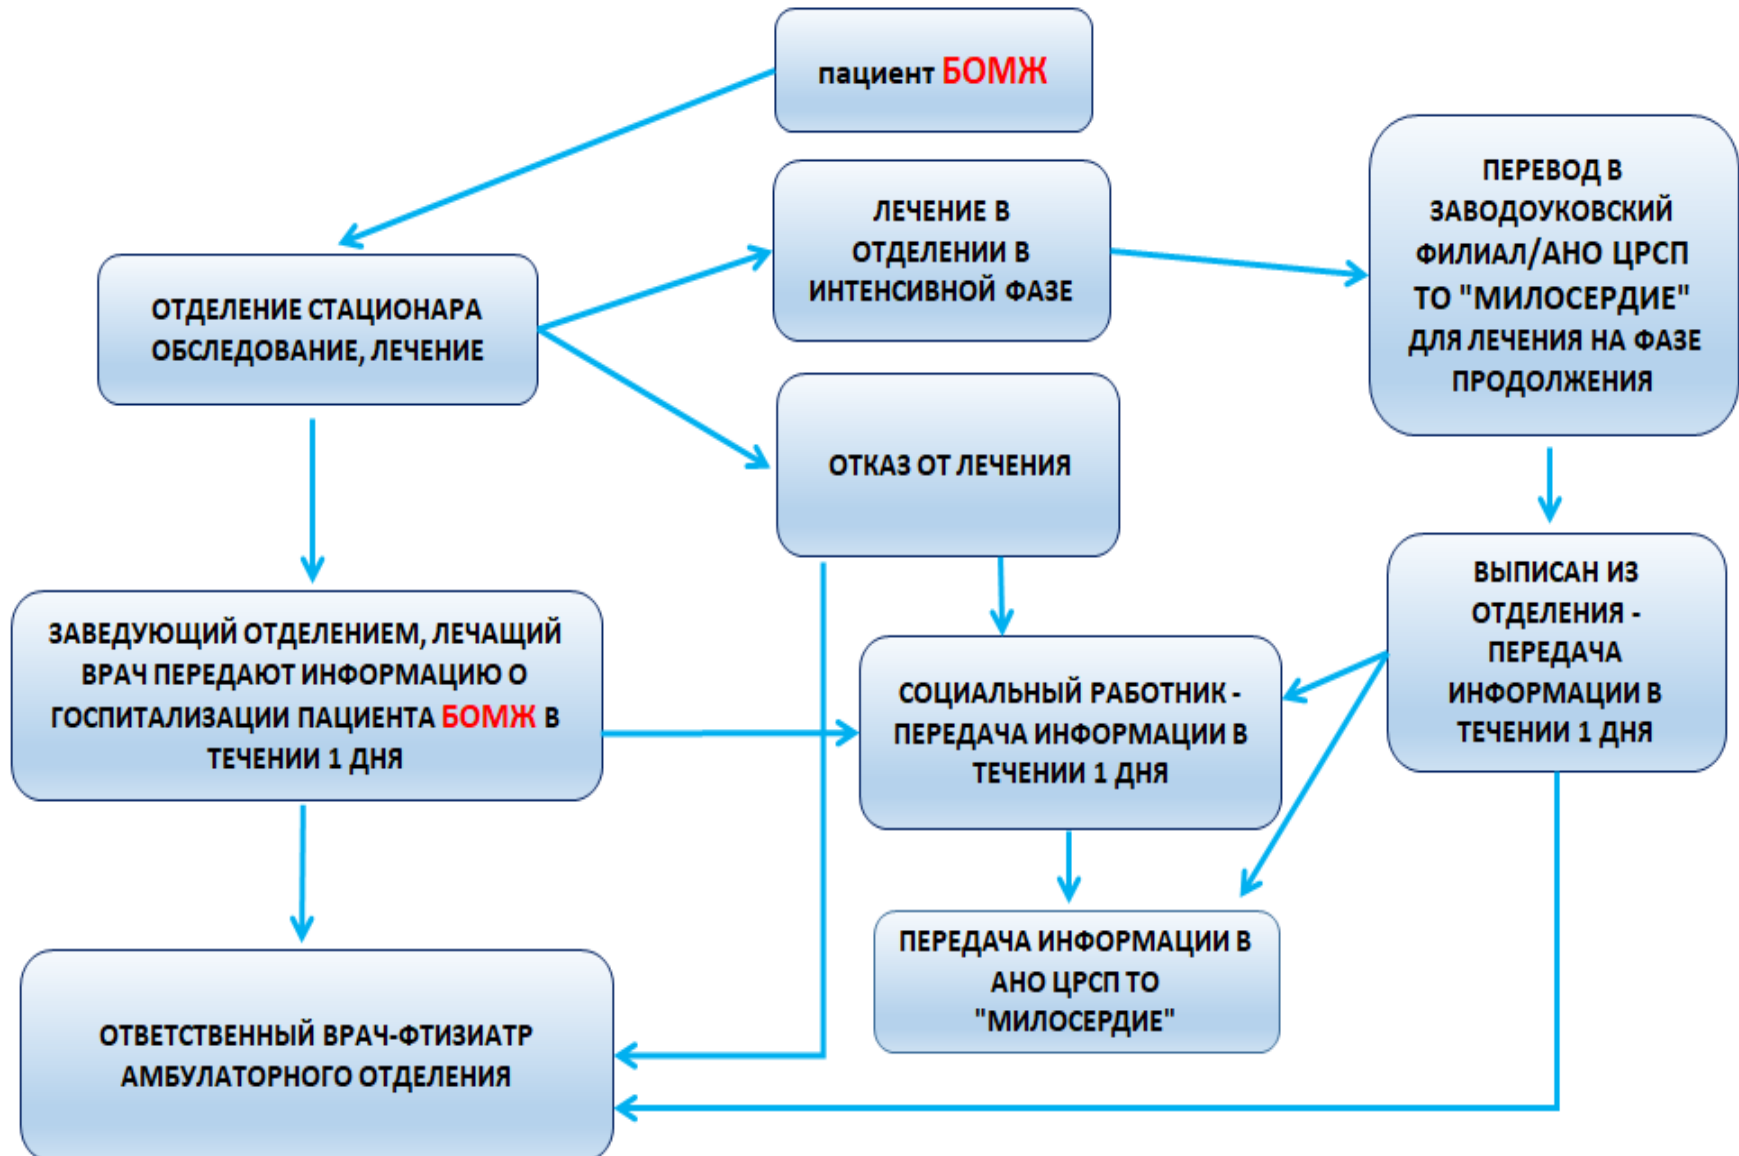 пациент БОМЖ
ЛЕЧЕНИЕ В
ОТДЕЛЕНИИ В
ИНТЕНСИВНОЙ ФАЗЕ
ПЕРЕВОД В
ЗАВОДОУКОВСКИЙ
ФИЛИАЛ/АНО ЦРСП
ТО "МИЛОСЕРДИЕ"
ДЛЯ ЛЕЧЕНИЯ НА ФАЗЕ
ПРОДОЛЖЕНИЯ
ОТДЕЛЕНИЕ СТАЦИОНАРА
ОБСЛЕДОВАНИЕ, ЛЕЧЕНИЕ
ОТКАЗ ОТ ЛЕЧЕНИЯ
ЗАВЕДУЮЩИЙ ОТДЕЛЕНИЕМ, ЛЕЧАЩИЙ
ВРАЧ ПЕРЕДАЮТ ИНФОРМАЦИЮ О
ГОСПИТАЛИЗАЦИИ ПАЦИЕНТА БОМЖ В
ТЕЧЕНИИ 1 ДНЯ
СОЦИАЛЬНЫЙ РАБОТНИК -
ПЕРЕДАЧА ИНФОРМАЦИИ В
ТЕЧЕНИИ 1 ДНЯ
ВЫПИСАН ИЗ
ОТДЕЛЕНИЯ -
ПЕРЕДАЧА
ИНФОРМАЦИИ В
ТЕЧЕНИИ 1 ДНЯ
ПЕРЕДАЧА ИНФОРМАЦИИ В
АНО ЦРСП ТО
"МИЛОСЕРДИЕ"
ОТВЕТСТВЕННЫЙ ВРАЧ-ФТИЗИАТР
АМБУЛАТОРНОГО ОТДЕЛЕНИЯ